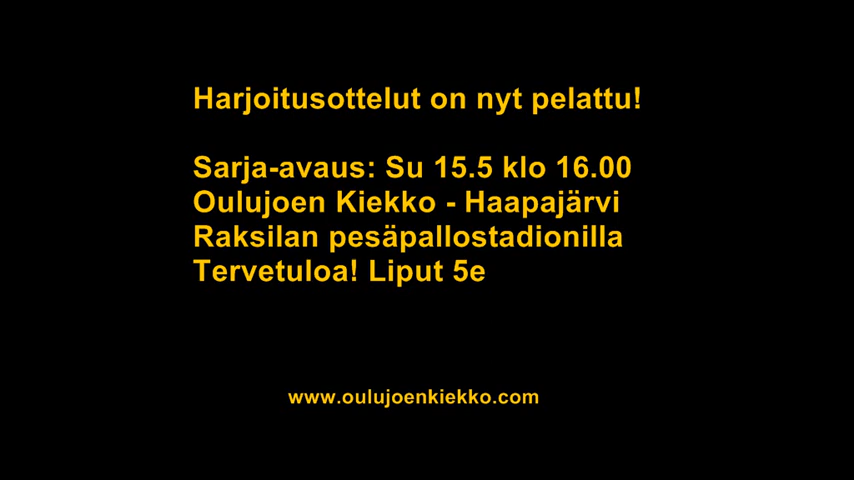 Harjoitusottelut on nyt pelattu!
Sarja-avaus: Su 15.5 klo 16.00
Oulujoen Kiekko - Haapajärvi
Raksilan pesäpallostadionilla
Tervetuloa! Liput 5e
www.oulujoenkiekko.com